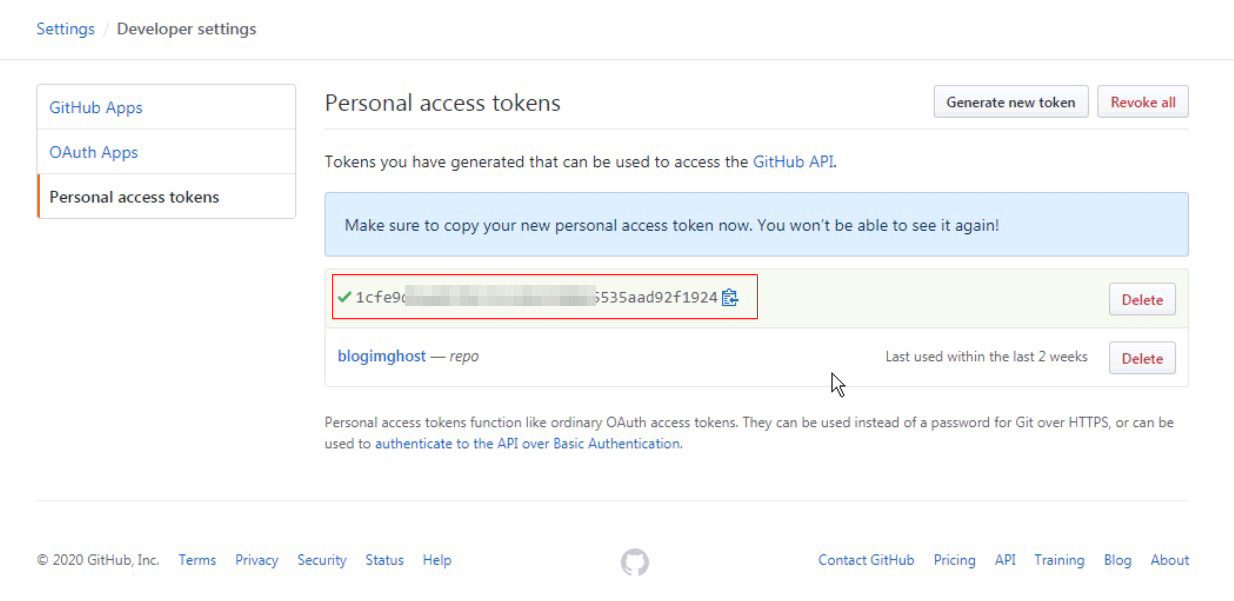 Settings / Developer settings
GitHub Apps
OAuth Apps
Personal access tokens
Personal access tokens
Generate new token
Revoke all
Tokens you have generated that can be used to access the GitHub API.
Make sure to copy your new personal access token now. You won't be able to see it again!
1cfe9 5535aad92f1924
Delete
blogimghost — repo
Last used within the last 2 weeks
Delete
Personal access tokens function like ordinary OAuth access tokens. They can be used instead of a password for Git over HTTPS, or can be
used to authenticate to the API over Basic Authentication.
© 2020 GitHub, Inc. Terms Privacy Security Status Help
Contact GitHub Pricing API Training Blog About